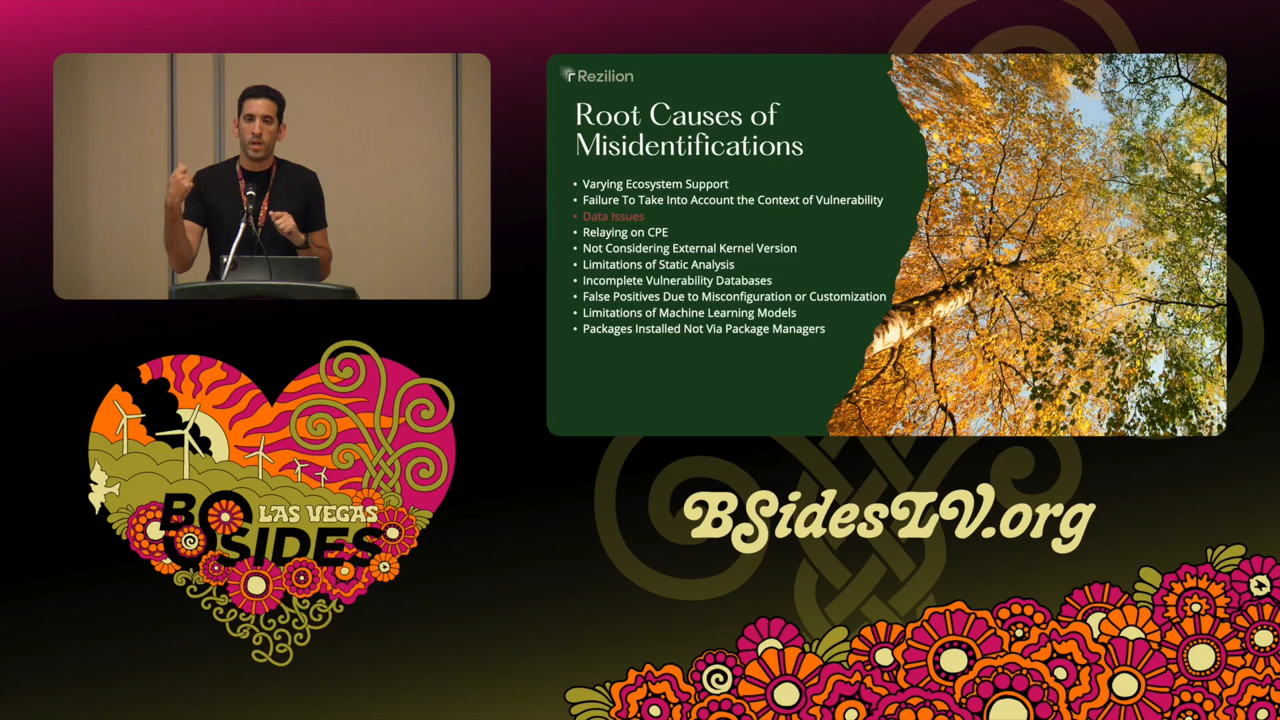 Rezilion
Root Causes of
Misidentifications
• Varying Ecosystem Support
• Failure To Take Into Account the Context of Vulnerability
• Data Issues
• Relaying on CPE
• Not Considering External Kernel Version
• Limitations of Static Analysis
• Incomplete Vulnerability Databases
• False Positives Due to Misconfiguration or Customization
• Limitations of Machine Learning Models
• Packages Installed Not Via Package Managers
LAS VEGAS
BSIDES
BSidesLV.org